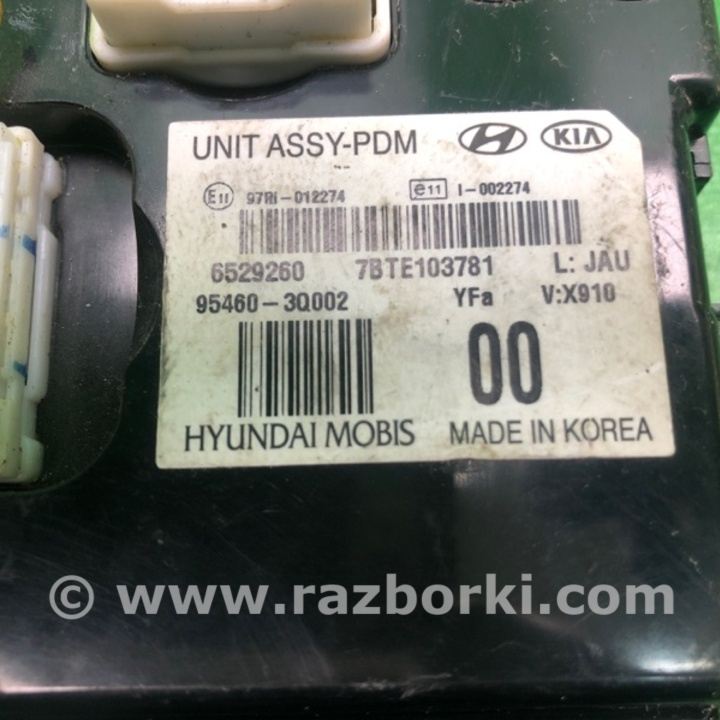 UNIT ASSY-PDM KIA
E11 97RI-012274 e11 I-002274
6529260 7BTE103781 L: JAU
95460-3Q002 YFa V:X910
00
HYUNDAI MOBIS MADE IN KOREA
© www.razborki.com